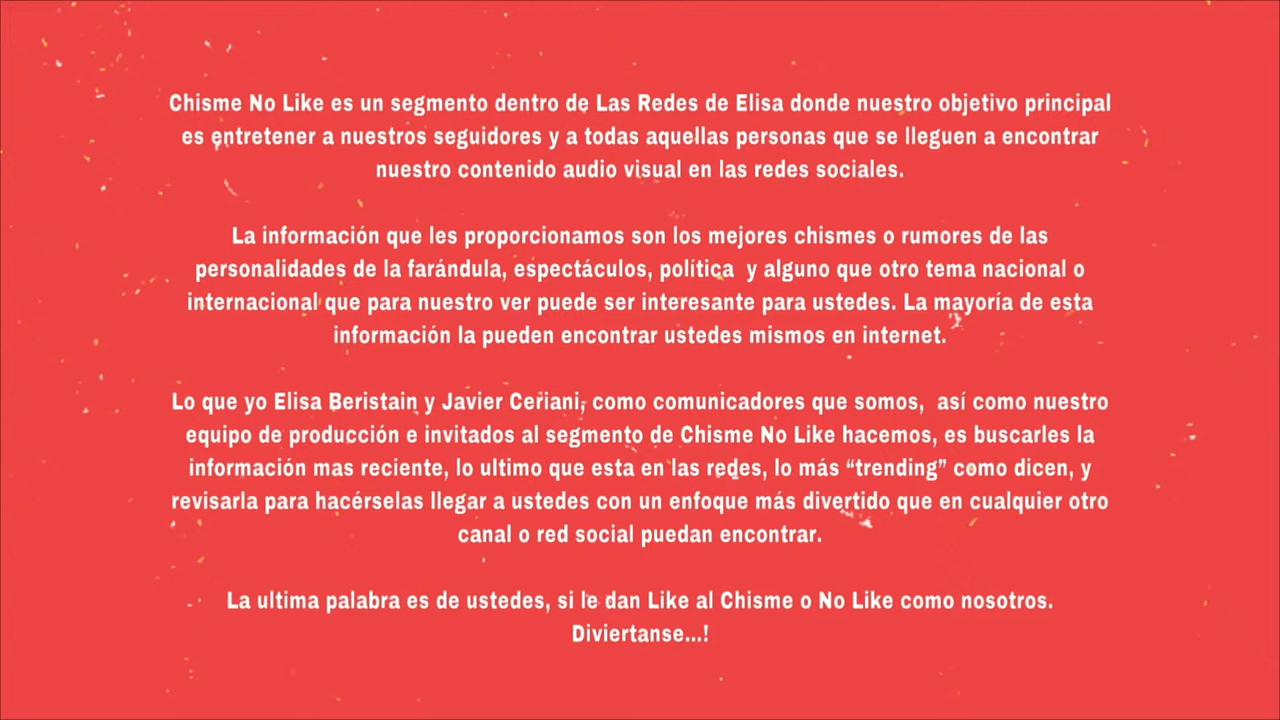 Chisme No Like es un segmento dentro de Las Redes de Elisa donde nuestro objetivo principal
es entretener a nuestros seguidores y a todas aquellas personas que se lleguen a encontrar
nuestro contenido audio visual en las redes sociales.
La información que les proporcionamos son los mejores chismes o rumores de las
personalidades de la farándula, espectáculos, política y alguno que otro tema nacional o
internacional que para nuestro ver puede ser interesante para ustedes. La mayoría de esta
información la pueden encontrar ustedes mismos en internet.
Lo que yo Elisa Beristain y Javier Ceriani, como comunicadores que somos, así como nuestro
equipo de producción e invitados al segmento de Chisme No Like hacemos, es buscarles la
información mas reciente, lo ultimo que esta en las redes, lo más “trending” como dicen, y
revisarla para hacérselas llegar a ustedes con un enfoque más divertido que en cualquier otro
canal o red social puedan encontrar.
La ultima palabra es de ustedes, si le dan Like al Chisme o No Like como nosotros.
Diviertanse...!